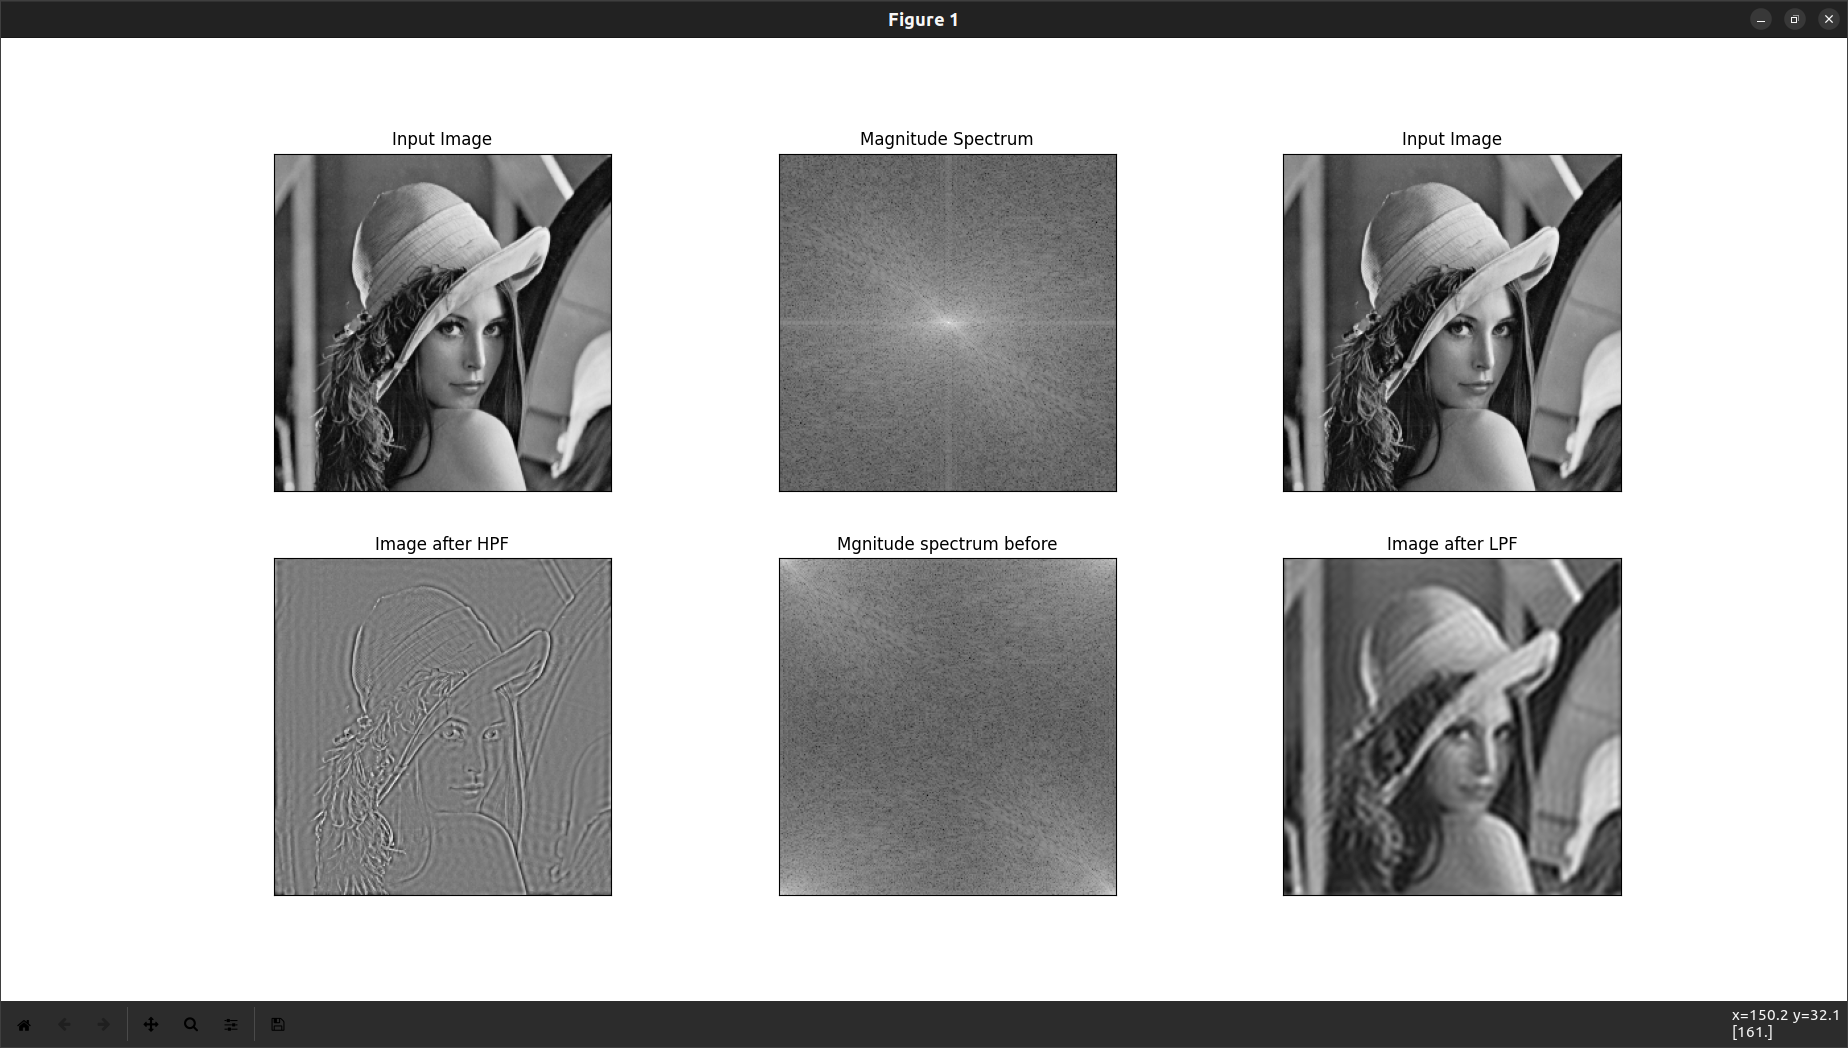 Figure 1
Input Image
Magnitude Spectrum
Input Image
Image after HPF
Mgnitude spectrum before
Image after LPF
x=150.2 y=32.1
[161.]